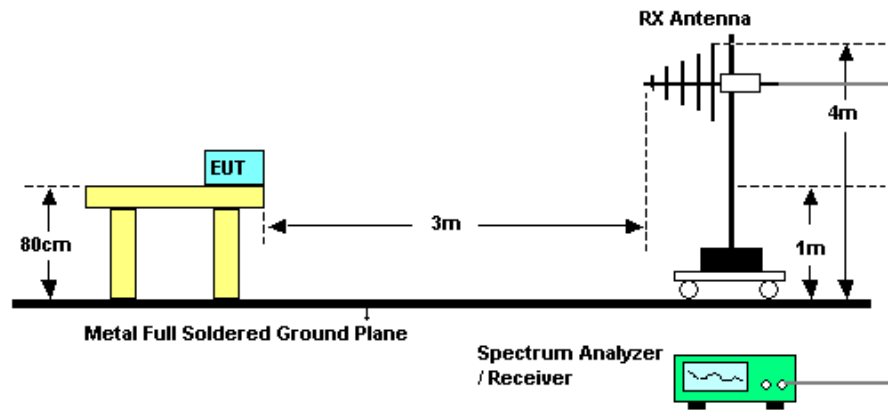 RX Antenna
4m
EUT
3m
80cm
1m
Metal Full Soldered Ground Plane
Spectrum Analyzer
/ Receiver